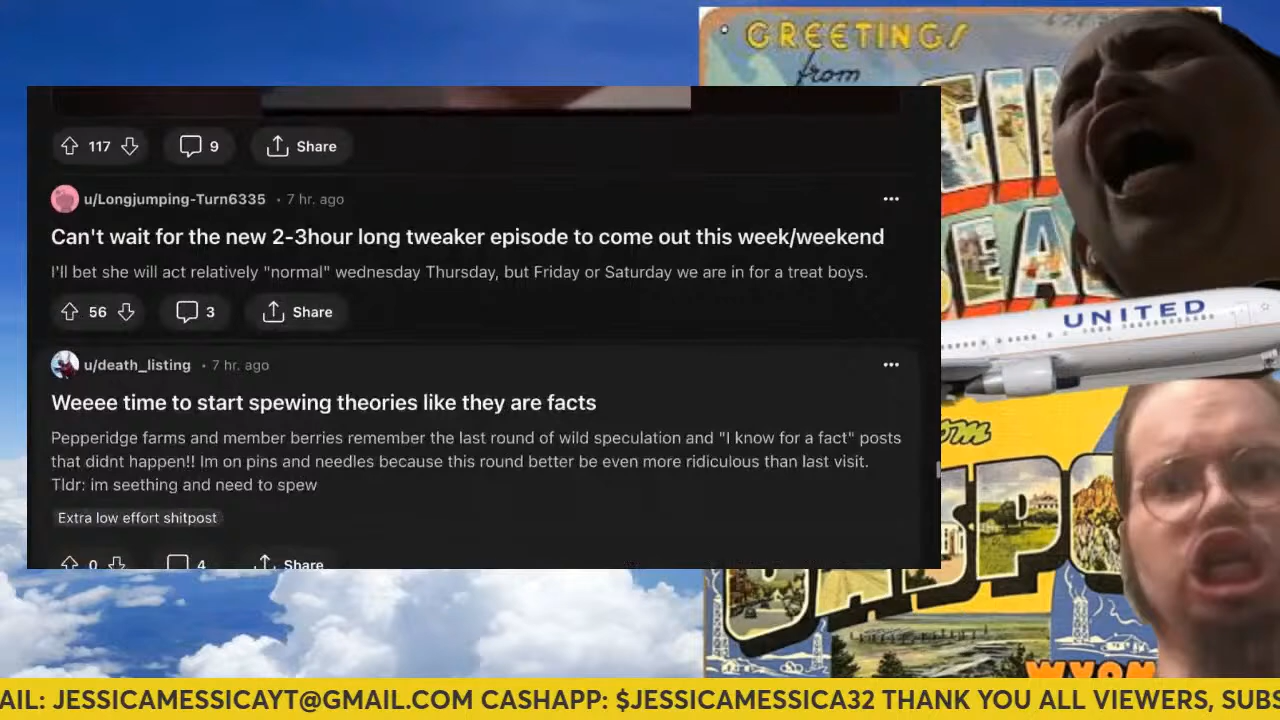 GREETINGS
from
117
9
Share
u/Longjumping-Turn6335 • 7 hr. ago
Can't wait for the new 2-3hour long tweaker episode to come out this week/weekend
I'll bet she will act relatively "normal" wednesday Thursday, but Friday or Saturday we are in for a treat boys.
56
3
Share
UNITED
u/death_listing • 7 hr. ago
Weeee time to start spewing theories like they are facts
Pepperidge farms and member berries remember the last round of wild speculation and "I know for a fact" posts
that didnt happen!! Im on pins and needles because this round better be even more ridiculous than last visit.
Tldr: im seething and need to spew
Extra low effort shitpost
0
4
Share
AIL: JESSICAMESSICAYT@GMAIL.COM CASHAPP: $JESSICAMESSICA32 THANK YOU ALL VIEWERS, SUBS